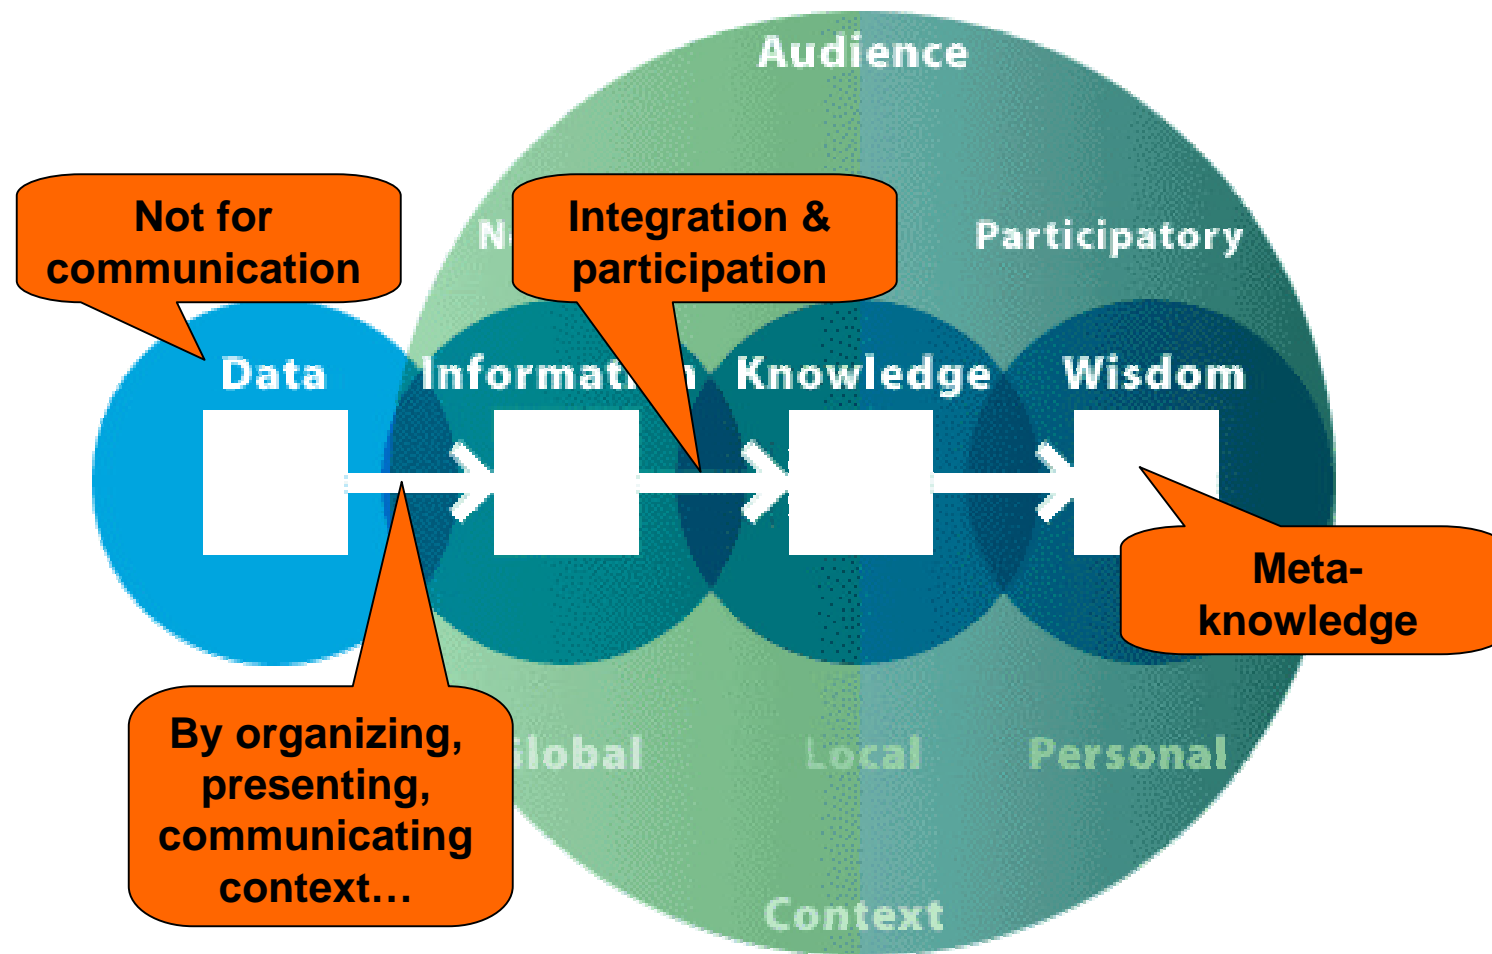 Audience
Not for
communication
Integration &
participation
Participatory
Data
Knowledge
Wisdom
Meta-
knowledge
By organizing,
presenting,
communicating
context…
Local
Personal
Context